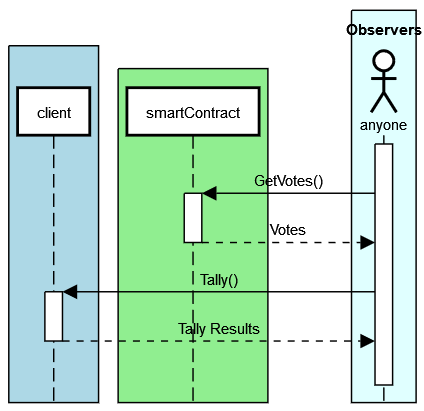 Observers
client
smartContract
anyone
GetVotes()
Votes
Tally()
Tally Results